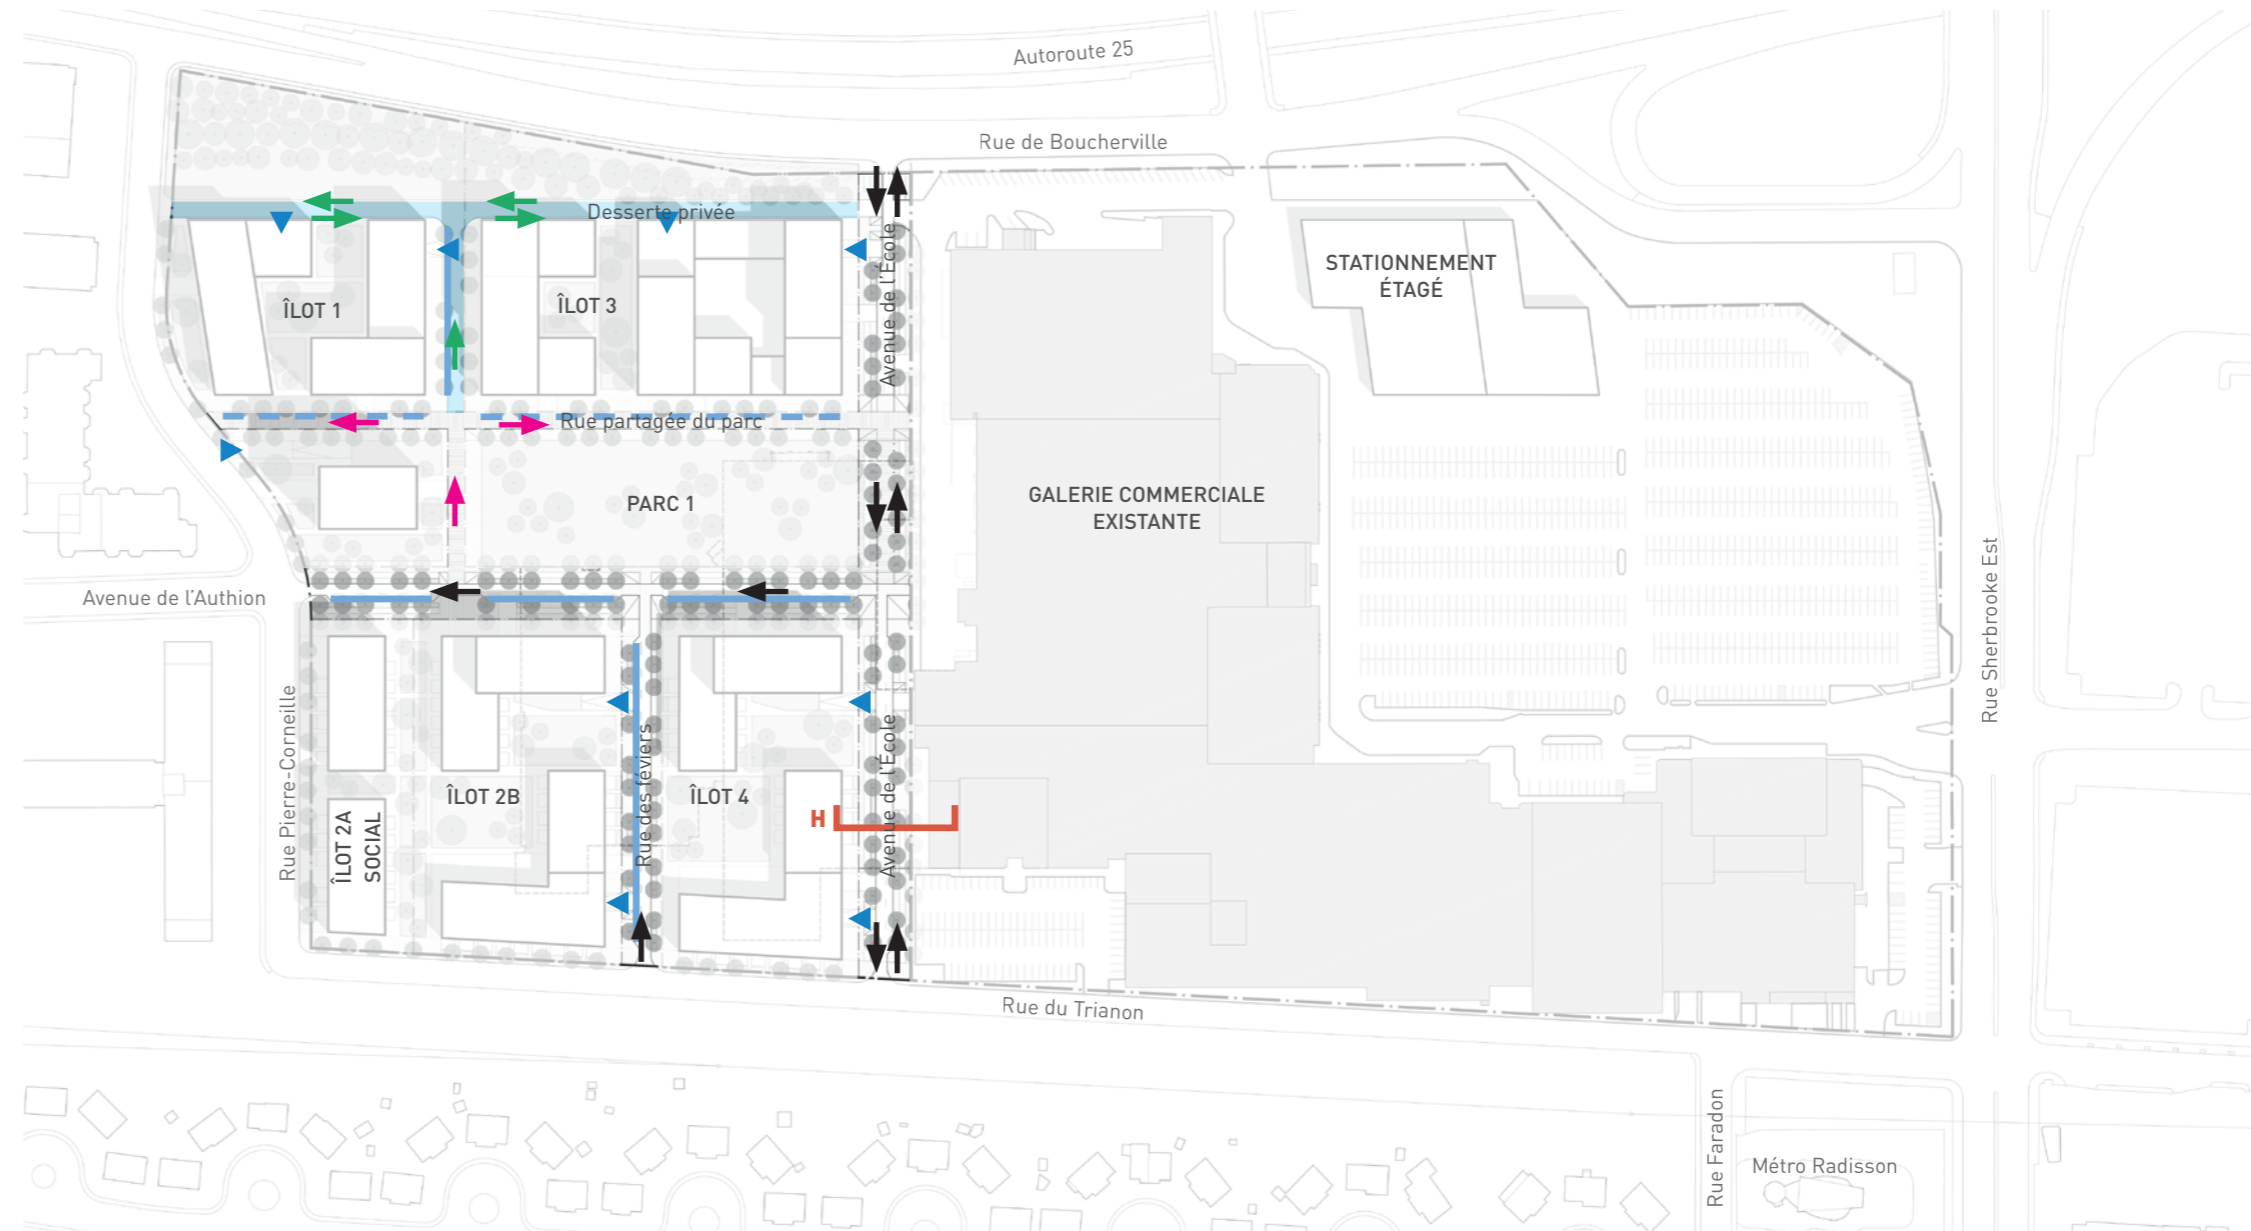 Autoroute 25
Rue de Boucherville
Desserte privée
Avenue de l'École
STATIONNEMENT
ÉTAGÉ
ÎLOT 1
ÎLOT 3
Rue partagée du parc
PARC 1
GALERIE COMMERCIALE
EXISTANTE
Avenue de l'Authion
Rue Sherbrooke Est
Rue Pierre-Corneille
ÎLOT 2A
SOCIAL
ÎLOT 2B
Rue des féviers
ÎLOT 4
H
Avenue de l'École
Rue du Trianon
Rue Faradon
Métro Radisson